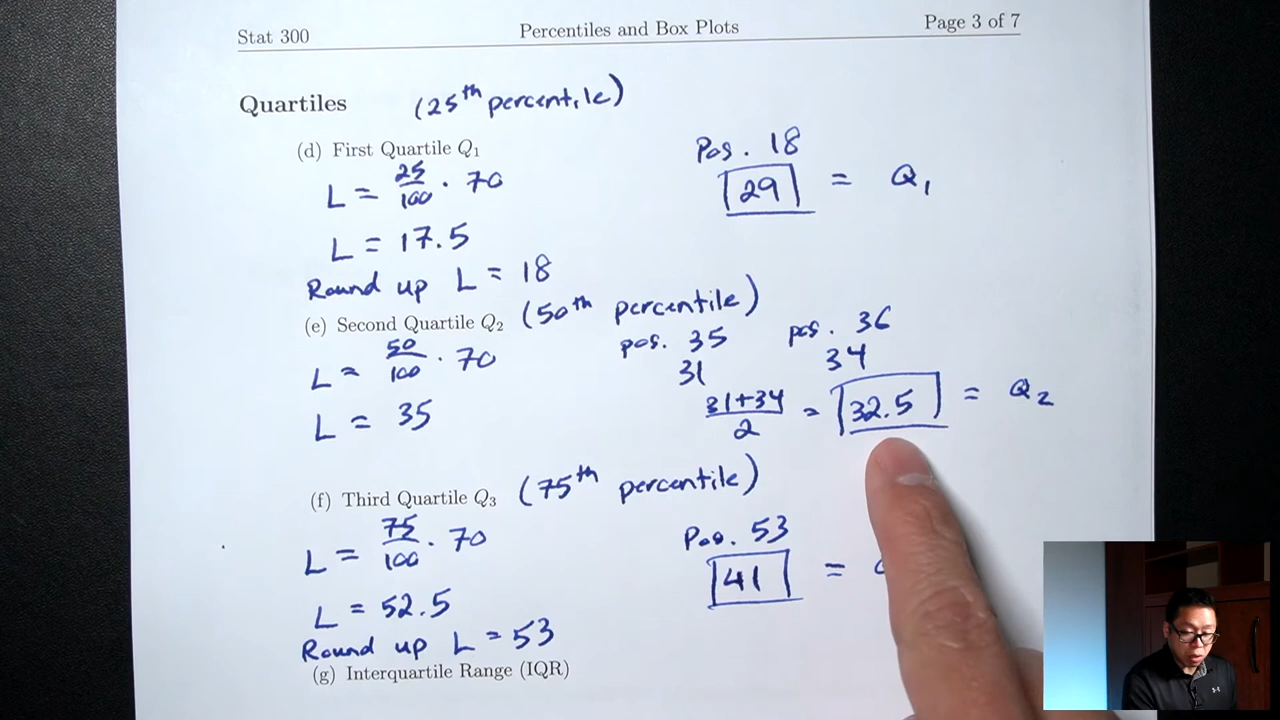 Stat 300 Percentiles and Box Plots Page 3 of 7
Quartiles (25th percentile)
(d) First Quartile Q1
L = 25/100 · 70
L = 17.5
Round up L = 18
Pos. 18
29 = Q1
(e) Second Quartile Q2 (50th percentile)
L = 50/100 · 70
L = 35
pos. 35 pos. 36
31 34
31+34/2 = 32.5 = Q2
(f) Third Quartile Q3 (75th percentile)
L = 75/100 · 70
L = 52.5
Round up L = 53
Pos. 53
41 =
(g) Interquartile Range (IQR)